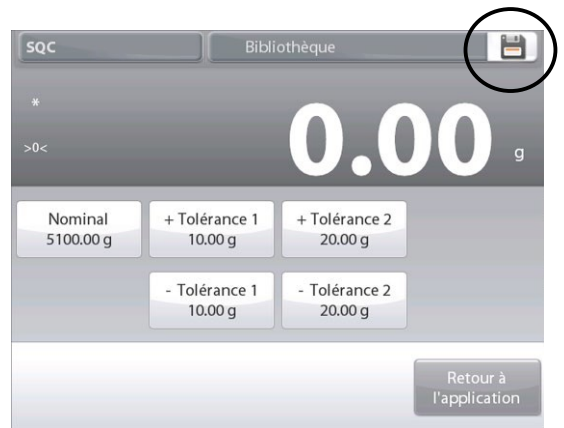 SQC
Bibliothèque
*
0.00 g
>0<
Nominal
5100.00 g
+ Tolérance 1
10.00 g
+ Tolérance 2
20.00 g
- Tolérance 1
10.00 g
- Tolérance 2
20.00 g
Retour à
l'application